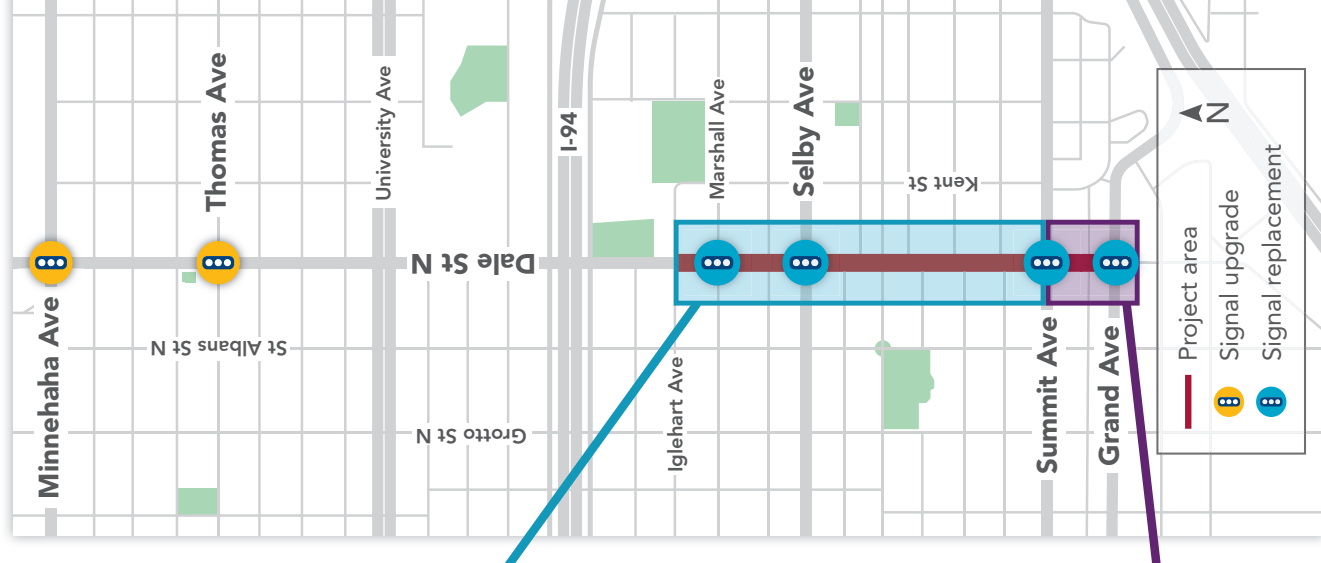 Minnehaha Ave
Thomas Ave
University Ave
I-94
Marshall Ave
Selby Ave
Kent St
Dale St N
St Albans St N
Grotto St N
Iglehart Ave
Summit Ave
Grand Ave
N
Project area
Signal upgrade
Signal replacement